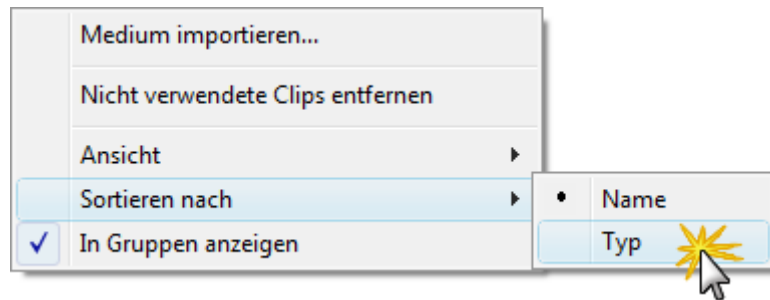 Medium importieren...
Nicht verwendete Clips entfernen
Ansicht
Sortieren nach
In Gruppen anzeigen
Name
Typ